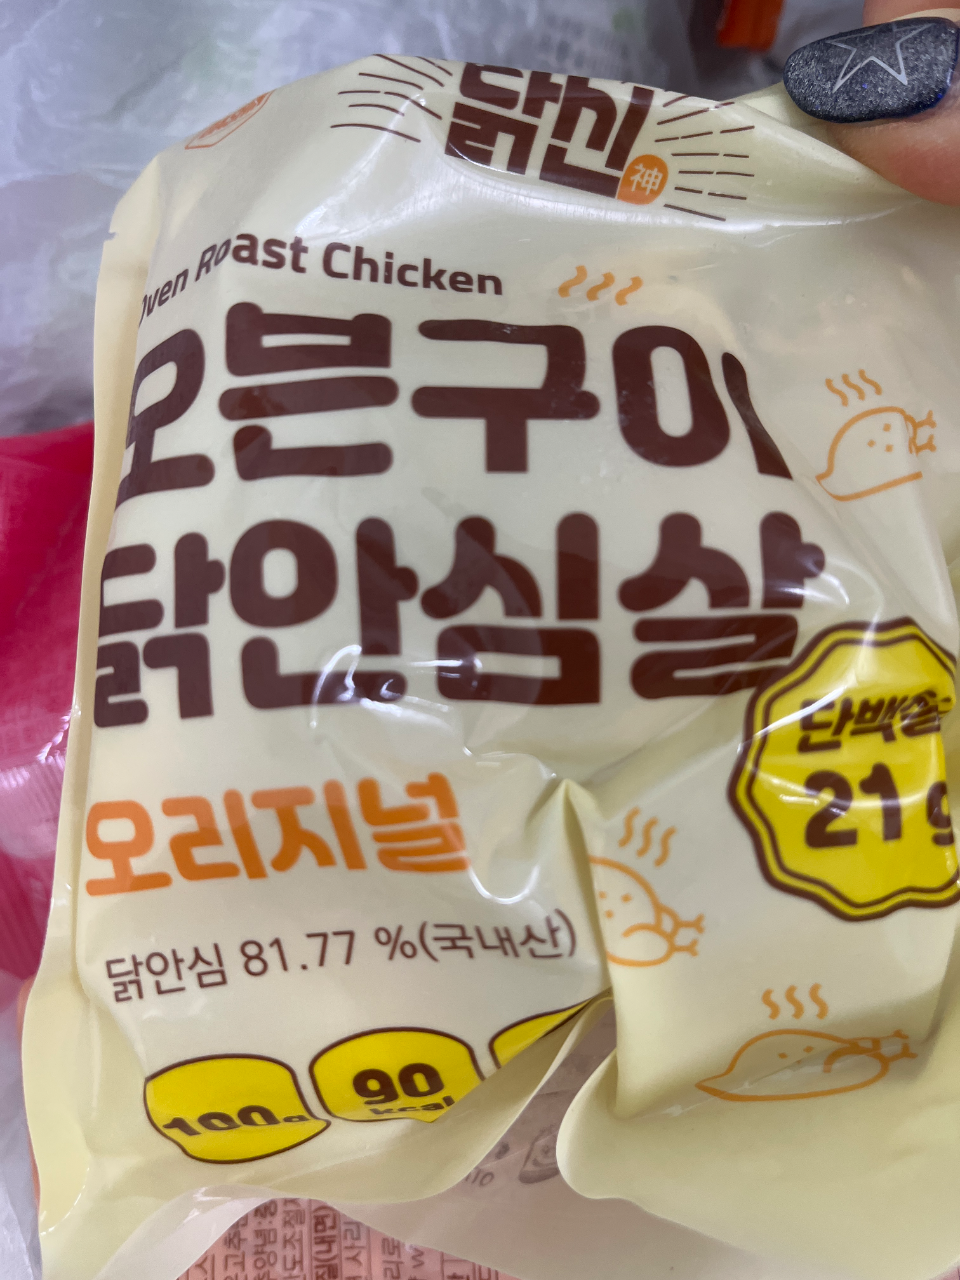 닭신
神
Oven Roast Chicken
오븐구이
닭안심살
단백질
21g
오리지널
닭안심 81.77 %(국내산)
100g
90
kcal